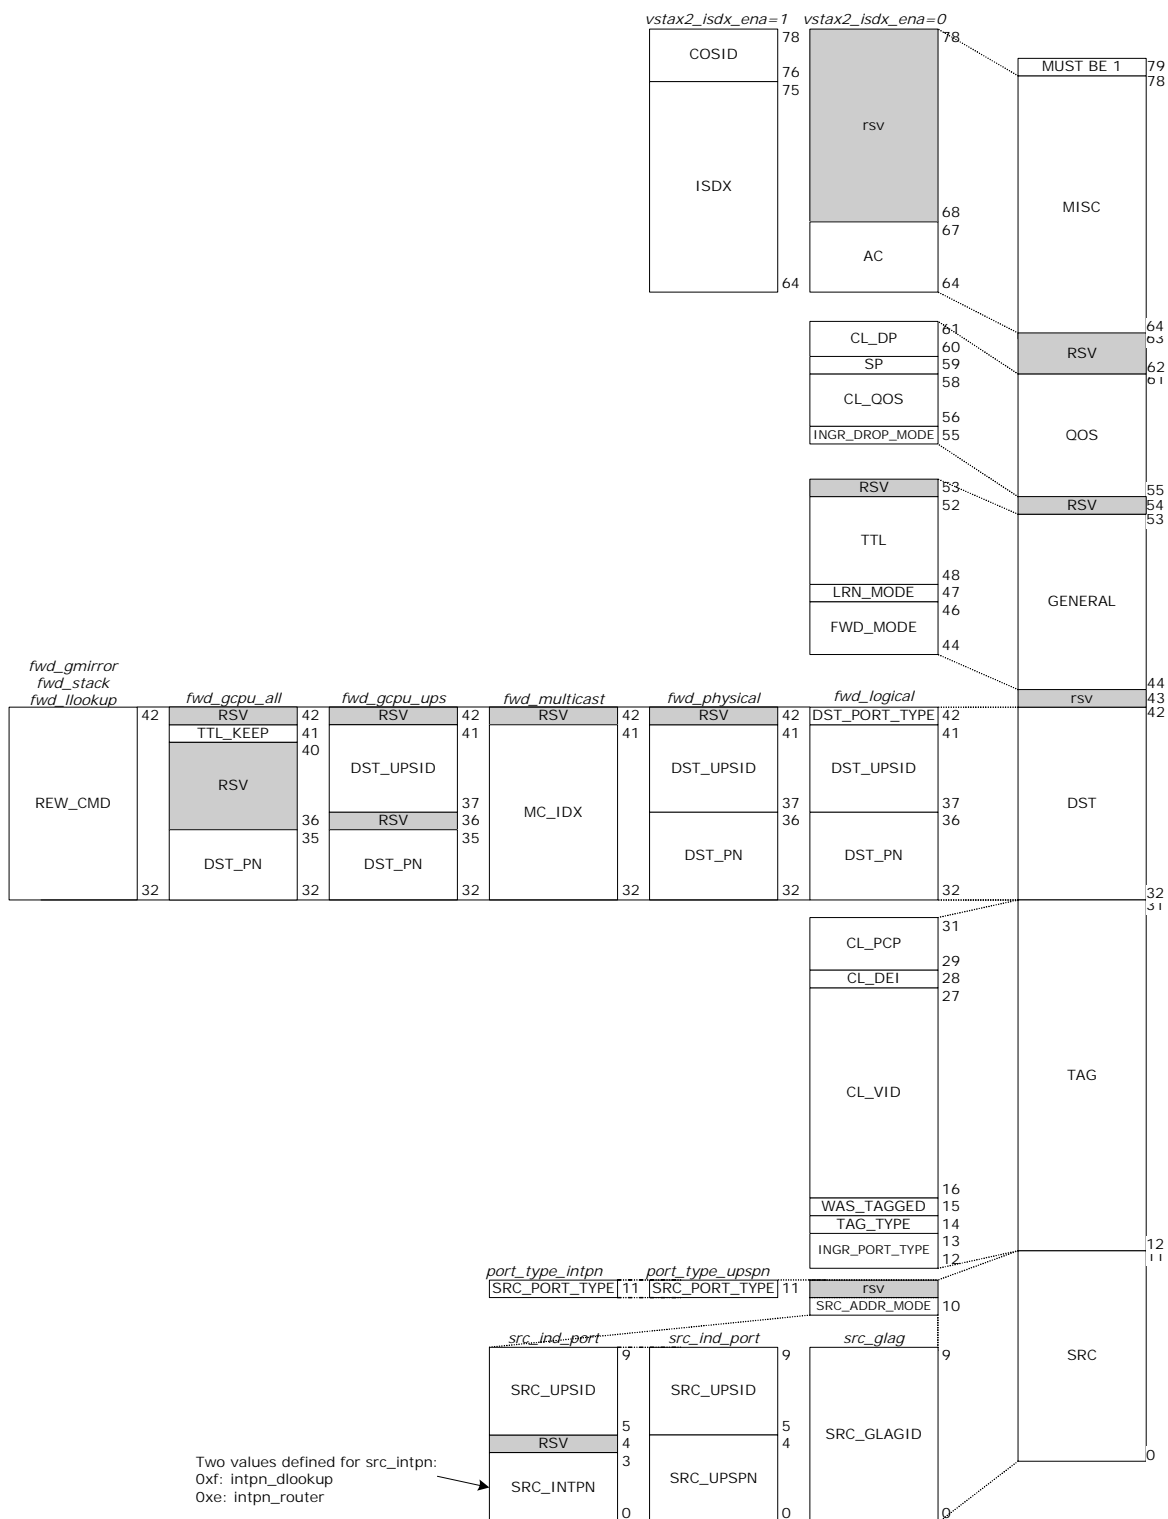 vstax2_isdx_ena=1 vstax2_isdx_ena=0
78 78
COSID
MUST BE 1 79
76 78
75
rsv
ISDX
MISC
68
67
AC
64 64
64
61 63
CL_DP
60 RSV
SP 59 62
58 61
CL_QOS
56
INGR_DROP_MODE 55 QOS
55
RSV 53 RSV 54
52 53
TTL
48
LRN_MODE 47
46 GENERAL
FWD_MODE
44
fwd_gmirror
fwd_stack
fwd_llookup fwd_gcpu_all fwd_gcpu_ups fwd_multicast fwd_physical fwd_logical
44
rsv 43
42 RSV 42 RSV 42 RSV 42 RSV 42 DST_PORT_TYPE 42 42
TTL_KEEP 41 41 41 41 41
40
DST_UPSID DST_UPSID DST_UPSID
RSV
REW_CMD MC_IDX DST
37 37 37
36 RSV 36 36 36
35 35
DST_PN DST_PN DST_PN DST_PN
32 32 32 32 32 32 32
31
31
CL_PCP
29
CL_DEI 28
27
TAG
CL_VID
16
WAS_TAGGED 15
TAG_TYPE 14
13
INGR_PORT_TYPE
12 12
11
port_type_intpn port_type_upspn
SRC_PORT_TYPE 11 SRC_PORT_TYPE 11 rsv
SRC_ADDR_MODE 10
src_ind_port src_ind_port src_glag
9 9 9
SRC
SRC_UPSID SRC_UPSID
5 5
RSV 4 4
SRC_GLAGID
3
Two values defined for src_intpn:
0xf: intpn_dlookup
0xe: intpn_router
SRC_INTPN SRC_UPSPN
0
0 0 0